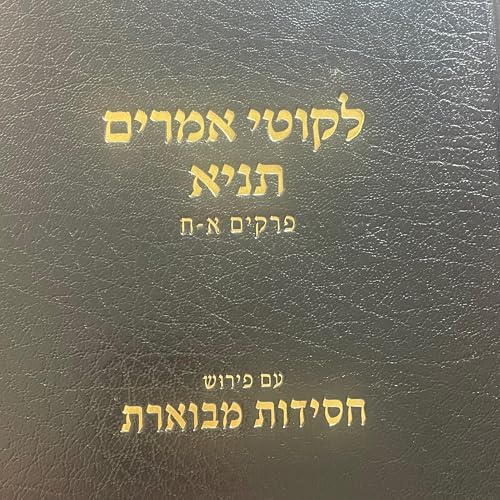 לקוטי אמרים
תניא
פרקים א-ח
עם פירוש
חסידות מבוארת